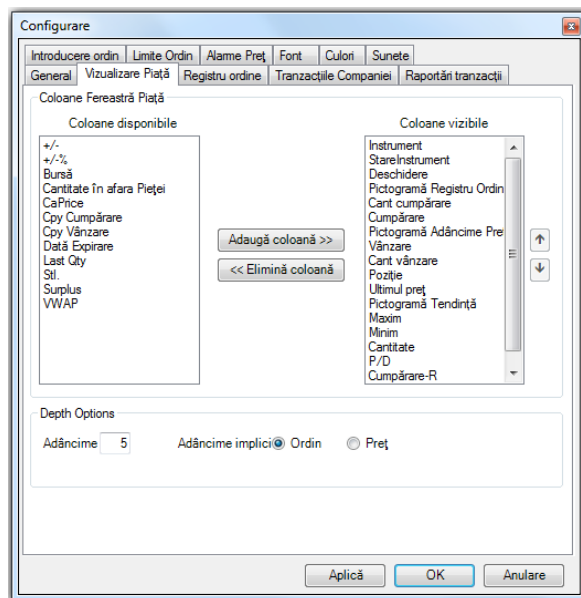 Configurare
Introducere ordin Limite Ordin Alarme Preţ Font Culori Sunete
General Vizualizare Piaţă Registru ordine Tranzacţiile Companiei Raportări tranzacţii
Coloane Fereastră Piaţă
Coloane disponibile
+/-
+/-%
Bursă
Cantitate în afara Pieţei
CaPrice
Cpy Cumpărare
Cpy Vânzare
Dată Expirare
Last Qty
Stl.
Surplus
VWAP
Adaugă coloană >>
<< Elimină coloană
Coloane vizibile
Instrument
StareInstrument
Deschidere
Pictogramă Registru Ordin
Cant cumpărare
Cumpărare
Pictogramă Adâncime Pre
Vânzare
Cant vânzare
Poziţie
Ultimul preţ
Pictogramă Tendinţă
Maxim
Minim
Cantitate
P/D
Cumpărare-R
Depth Options
Adâncime 5 Adâncime implici Ordin Preţ
Aplică OK Anulare